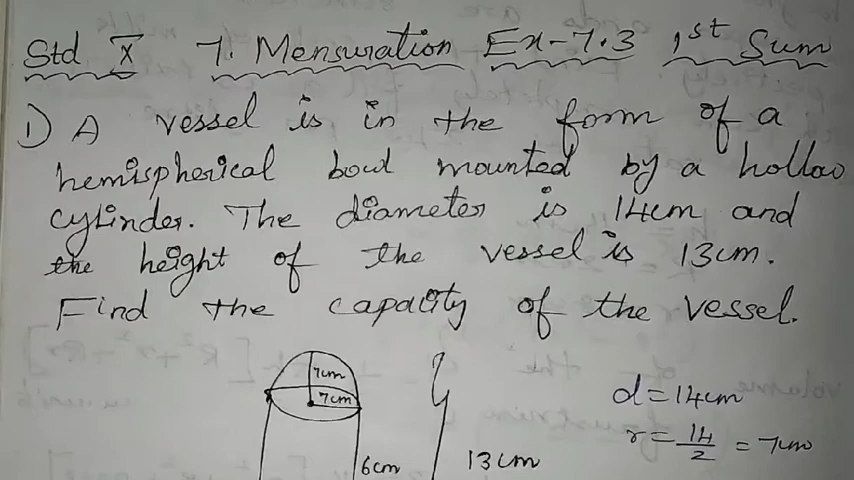 Std X 7. Mensuration Ex-7.3 1st Sum
1) A vessel is in the form of a
hemispherical bowl mounted by a hollow
cylinder. The diameter is 14cm and
the height of the vessel is 13cm.
Find the capacity of the vessel.
7cm
7cm
6cm
13cm
d=14cm
r=14/2=7cm